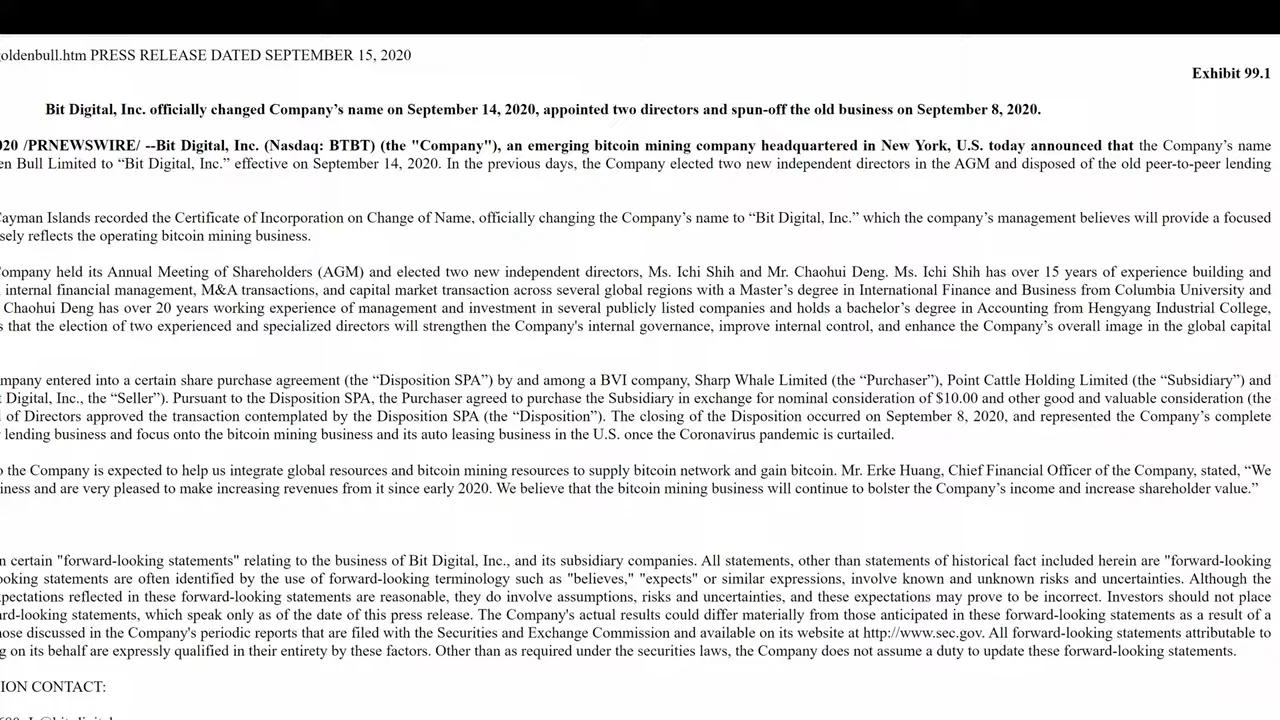 oldenbull.htm PRESS RELEASE DATED SEPTEMBER 15, 2020
Exhibit 99.1
Bit Digital, Inc. officially changed Company’s name on September 14, 2020, appointed two directors and spun-off the old business on September 8, 2020.
020 /PRNEWSWIRE/ --Bit Digital, Inc. (Nasdaq: BTBT) (the "Company"), an emerging bitcoin mining company headquartered in New York, U.S. today announced that the Company’s name
en Bull Limited to “Bit Digital, Inc.” effective on September 14, 2020. In the previous days, the Company elected two new independent directors in the AGM and disposed of the old peer-to-peer lending
Cayman Islands recorded the Certificate of Incorporation on Change of Name, officially changing the Company’s name to “Bit Digital, Inc.” which the company’s management believes will provide a focused
sely reflects the operating bitcoin mining business.
Company held its Annual Meeting of Shareholders (AGM) and elected two new independent directors, Ms. Ichi Shih and Mr. Chaohui Deng. Ms. Ichi Shih has over 15 years of experience building and
internal financial management, M&A transactions, and capital market transaction across several global regions with a Master’s degree in International Finance and Business from Columbia University and
Chaohui Deng has over 20 years working experience of management and investment in several publicly listed companies and holds a bachelor’s degree in Accounting from Hengyang Industrial College,
s that the election of two experienced and specialized directors will strengthen the Company's internal governance, improve internal control, and enhance the Company’s overall image in the global capital
mpany entered into a certain share purchase agreement (the “Disposition SPA”) by and among a BVI company, Sharp Whale Limited (the “Purchaser”), Point Cattle Holding Limited (the “Subsidiary”) and
t Digital, Inc., the “Seller”). Pursuant to the Disposition SPA, the Purchaser agreed to purchase the Subsidiary in exchange for nominal consideration of $10.00 and other good and valuable consideration (the
l of Directors approved the transaction contemplated by the Disposition SPA (the “Disposition”). The closing of the Disposition occurred on September 8, 2020, and represented the Company’s complete
lending business and focus onto the bitcoin mining business and its auto leasing business in the U.S. once the Coronavirus pandemic is curtailed.
o the Company is expected to help us integrate global resources and bitcoin mining resources to supply bitcoin network and gain bitcoin. Mr. Erke Huang, Chief Financial Officer of the Company, stated, “We
iness and are very pleased to make increasing revenues from it since early 2020. We believe that the bitcoin mining business will continue to bolster the Company’s income and increase shareholder value.”
n certain "forward-looking statements" relating to the business of Bit Digital, Inc., and its subsidiary companies. All statements, other than statements of historical fact included herein are "forward-looking
ooking statements are often identified by the use of forward-looking terminology such as "believes," "expects" or similar expressions, involve known and unknown risks and uncertainties. Although the
pectations reflected in these forward-looking statements are reasonable, they do involve assumptions, risks and uncertainties, and these expectations may prove to be incorrect. Investors should not place
rd-looking statements, which speak only as of the date of this press release. The Company's actual results could differ materially from those anticipated in these forward-looking statements as a result of a
hose discussed in the Company's periodic reports that are filed with the Securities and Exchange Commission and available on its website at http://www.sec.gov. All forward-looking statements attributable to
g on its behalf are expressly qualified in their entirety by these factors. Other than as required under the securities laws, the Company does not assume a duty to update these forward-looking statements.
ION CONTACT: